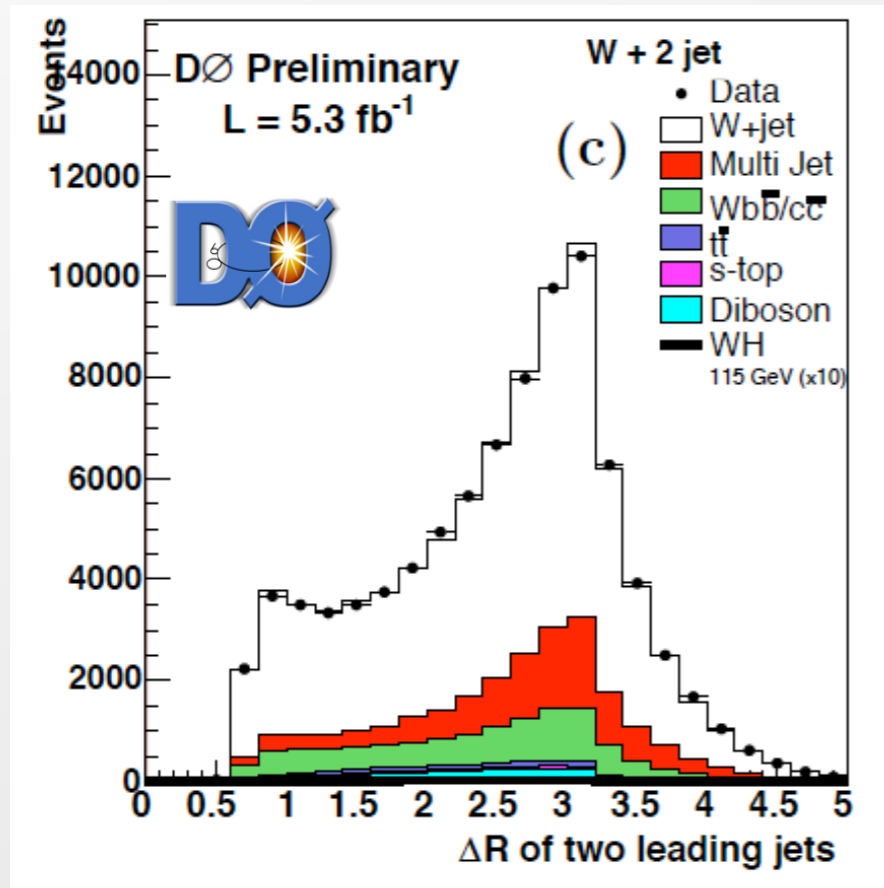 Events
DØ Preliminary
L = 5.3 fb⁻¹
W + 2 jet
(c)
Data
W+jet
Multi Jet
Wbb̄/cc̄
tt̄
s-top
Diboson
WH
115 GeV (x10)
DØ
4000
12000
10000
8000
6000
4000
2000
0
0 0.5 1 1.5 2 2.5 3 3.5 4 4.5 5
ΔR of two leading jets